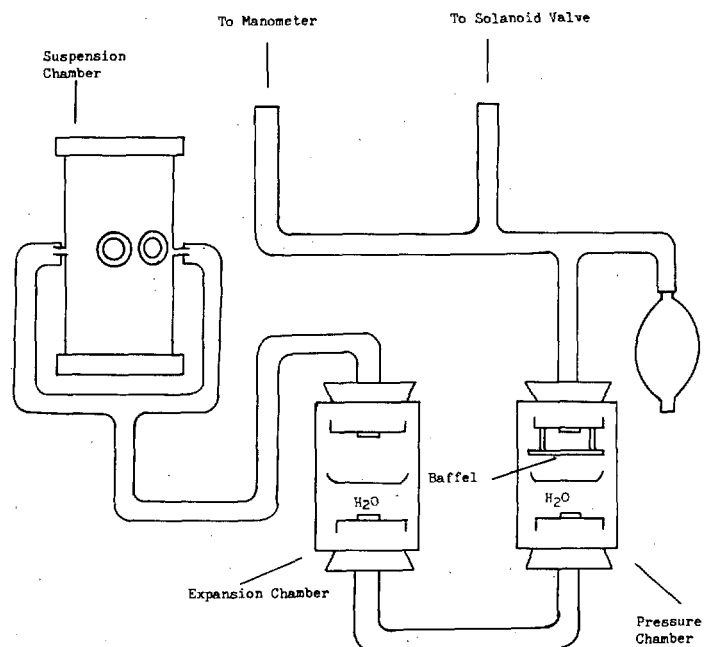 To Manometer
To Solanoid Valve
Suspension
Chamber
Baffel
H2O
H2O
Expansion Chamber
Pressure
Chamber